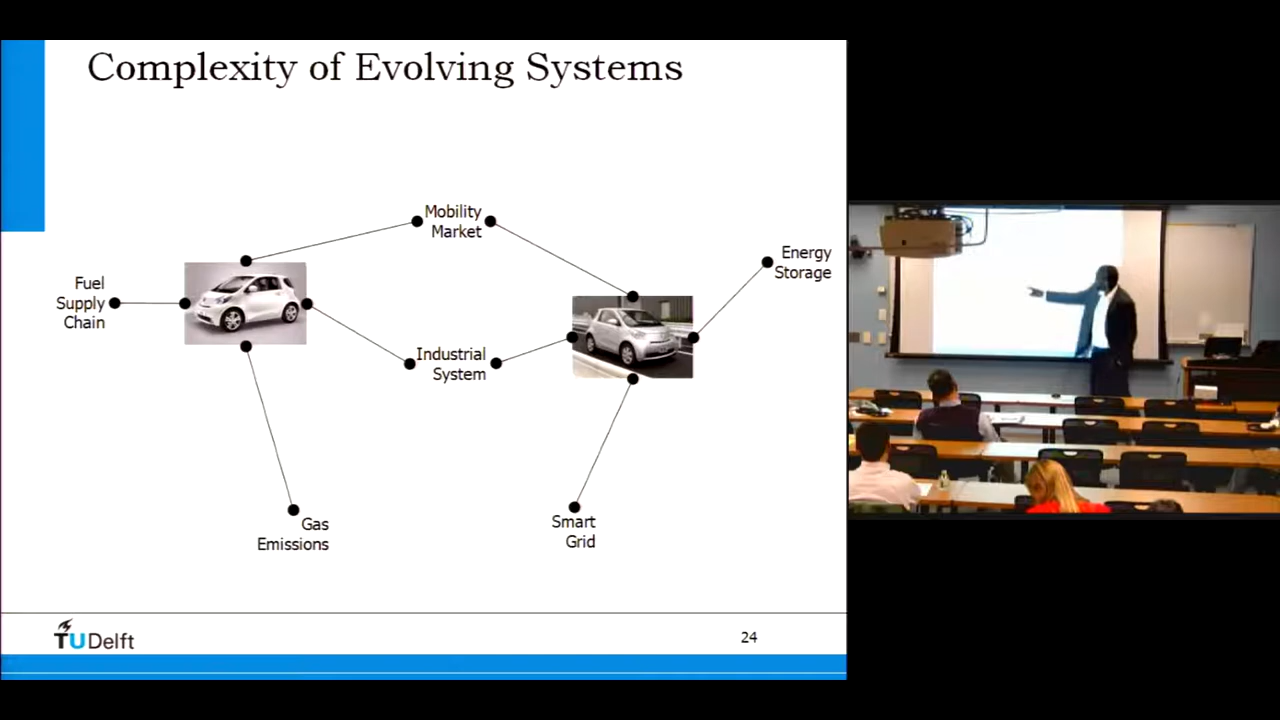 Complexity of Evolving Systems
Mobility
Market
Energy
Storage
Fuel
Supply
Chain
Industrial
System
Gas
Emissions
Smart
Grid
TUDelft
24